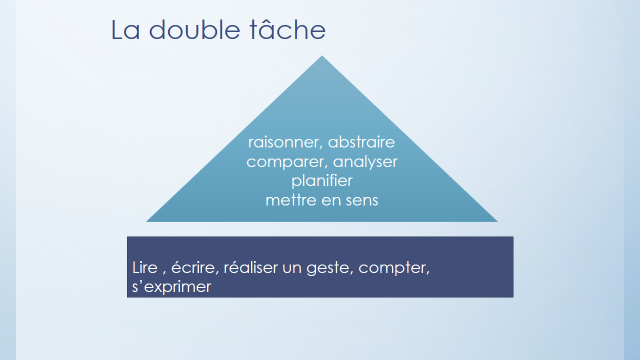 La double tâche
raisonner, abstraire
comparer, analyser
planifier
mettre en sens
Lire , écrire, réaliser un geste, compter,
s'exprimer